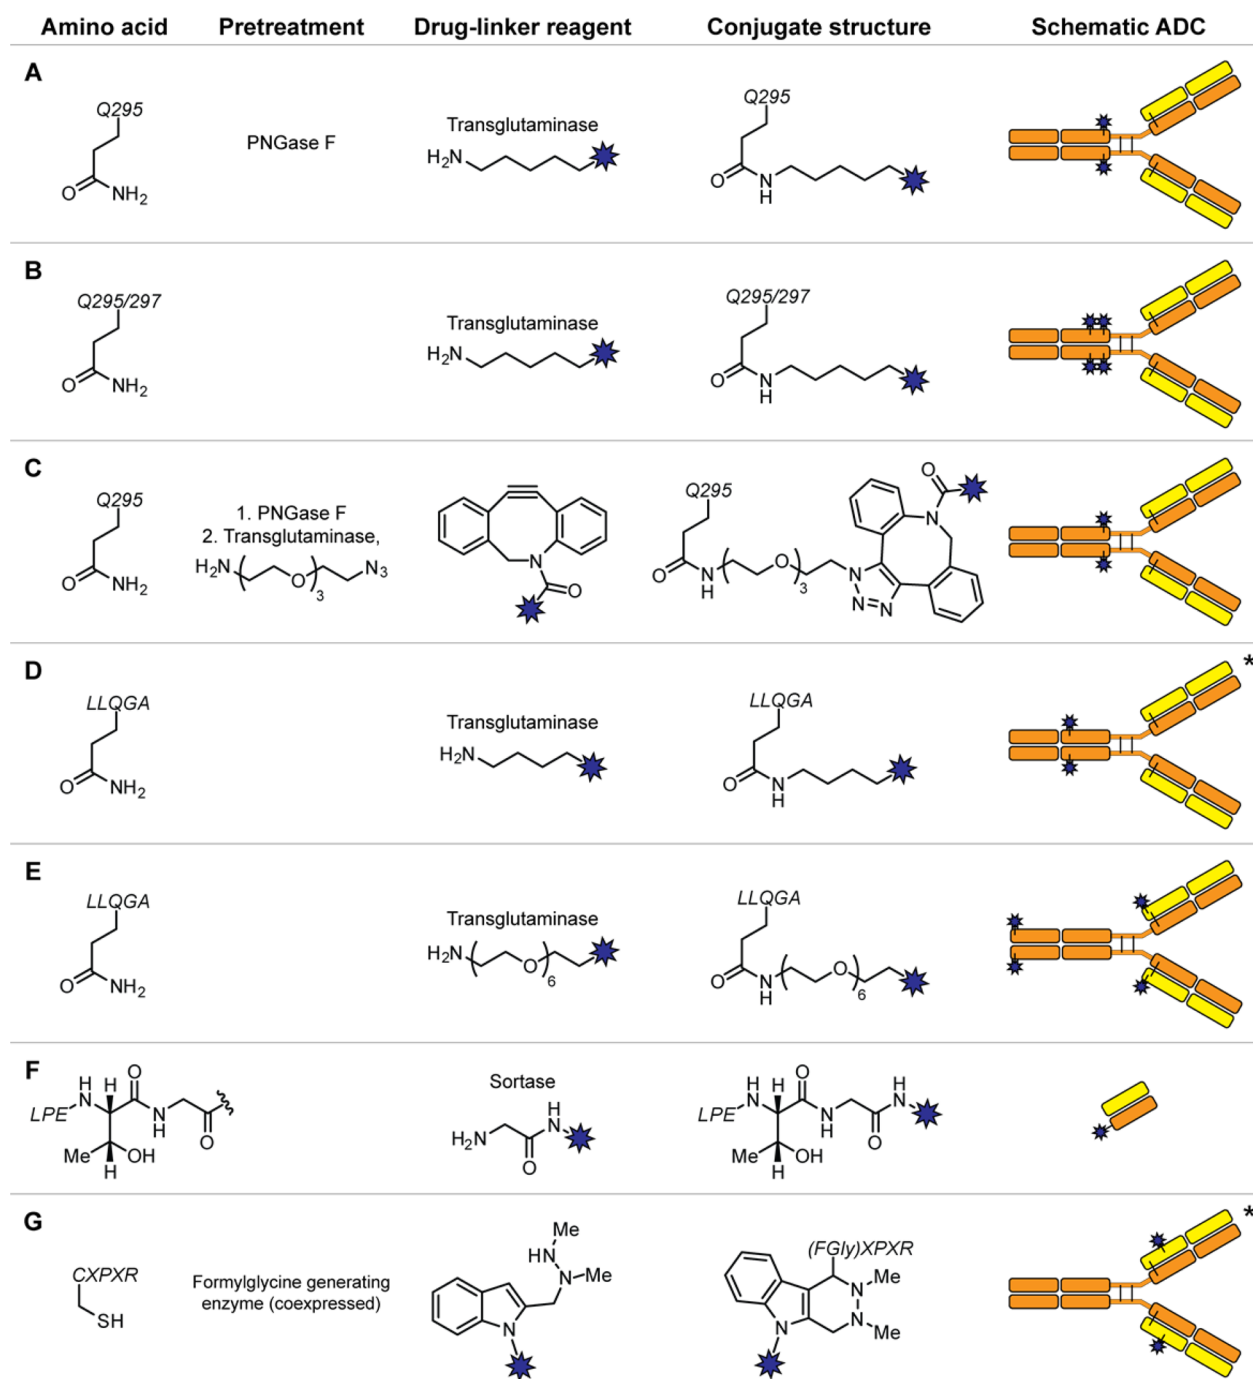 Amino acid Pretreatment Drug-linker reagent Conjugate structure Schematic ADC
A
Q295
O NH2
PNGase F
Transglutaminase
H2N
Q295
O N
H
B
Q295/297
O NH2
Transglutaminase
H2N
Q295/297
O N
H
C
Q295
O NH2
1. PNGase F
2. Transglutaminase,
H2N ( O ) 3 N3
N
O
Q295
O N
H
( O ) 3
N
N=N
N
O
D
LLQGA
O NH2
Transglutaminase
H2N
LLQGA
O N
H
*
E
LLQGA
O NH2
Transglutaminase
H2N ( O ) 6
LLQGA
O N
H
( O ) 6
F
H
LPE N H O
N
H
O
Me OH
H
Sortase
H2N
H
N
O
H
LPE N H O
N
H
O
H
N
Me OH
H
G
CXPXR
SH
Formylglycine generating
enzyme (coexpressed)
Me
HN
N Me
N
(FGly)XPXR
N Me
N Me
N
*